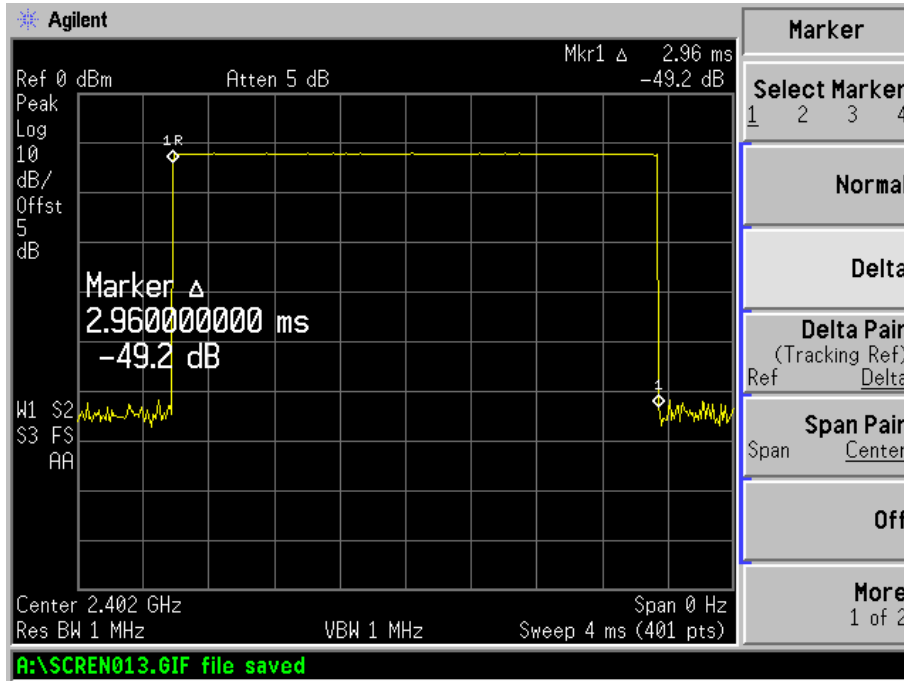 Agilent
Mkr1 Δ 2.96 ms
Ref 0 dBm Atten 5 dB -49.2 dB
Peak
Log
10
dB/
Offst
5
dB
1R
Marker Δ
2.960000000 ms
-49.2 dB
1
W1 S2
S3 FS
AA
Center 2.402 GHz Span 0 Hz
Res BW 1 MHz VBW 1 MHz Sweep 4 ms (401 pts)
A:\SCREN013.GIF file saved
Marker
Select Marker
1 2 3 4
Normal
Delta
Delta Pair
(Tracking Ref)
Ref Delta
Span Pair
Span Center
Off
More
1 of 2